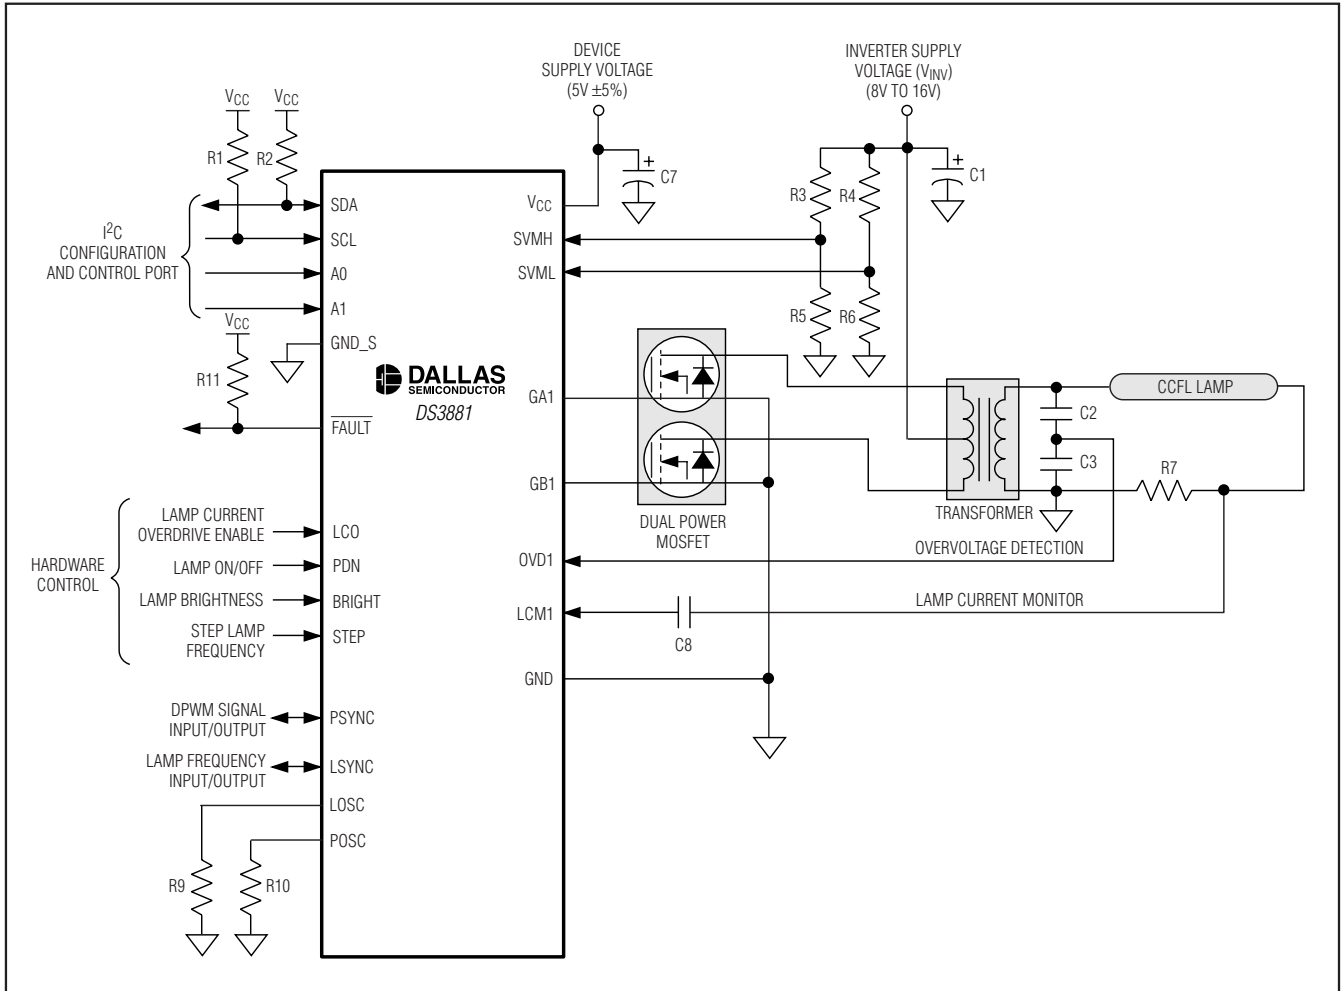 DEVICE
SUPPLY VOLTAGE
(5V ±5%)
INVERTER SUPPLY
VOLTAGE (VINV)
(8V TO 16V)
VCC
VCC
R1
R2
C7
R3
R4
C1
SDA
VCC
I2C
CONFIGURATION
AND CONTROL PORT
SCL
SVMH
A0
SVML
A1
VCC
R5
R6
GND_S
R11
DALLAS
SEMICONDUCTOR
DS3881
GA1
CCFL LAMP
C2
FAULT
C3
R7
GB1
TRANSFORMER
DUAL POWER
MOSFET
HARDWARE
CONTROL
LAMP CURRENT
OVERDRIVE ENABLE
LCO
OVERVOLTAGE DETECTION
OVD1
LAMP ON/OFF
PDN
LAMP BRIGHTNESS
BRIGHT
LAMP CURRENT MONITOR
LCM1
C8
STEP LAMP
FREQUENCY
STEP
GND
DPWM SIGNAL
INPUT/OUTPUT
PSYNC
LAMP FREQUENCY
INPUT/OUTPUT
LSYNC
LOSC
POSC
R9
R10